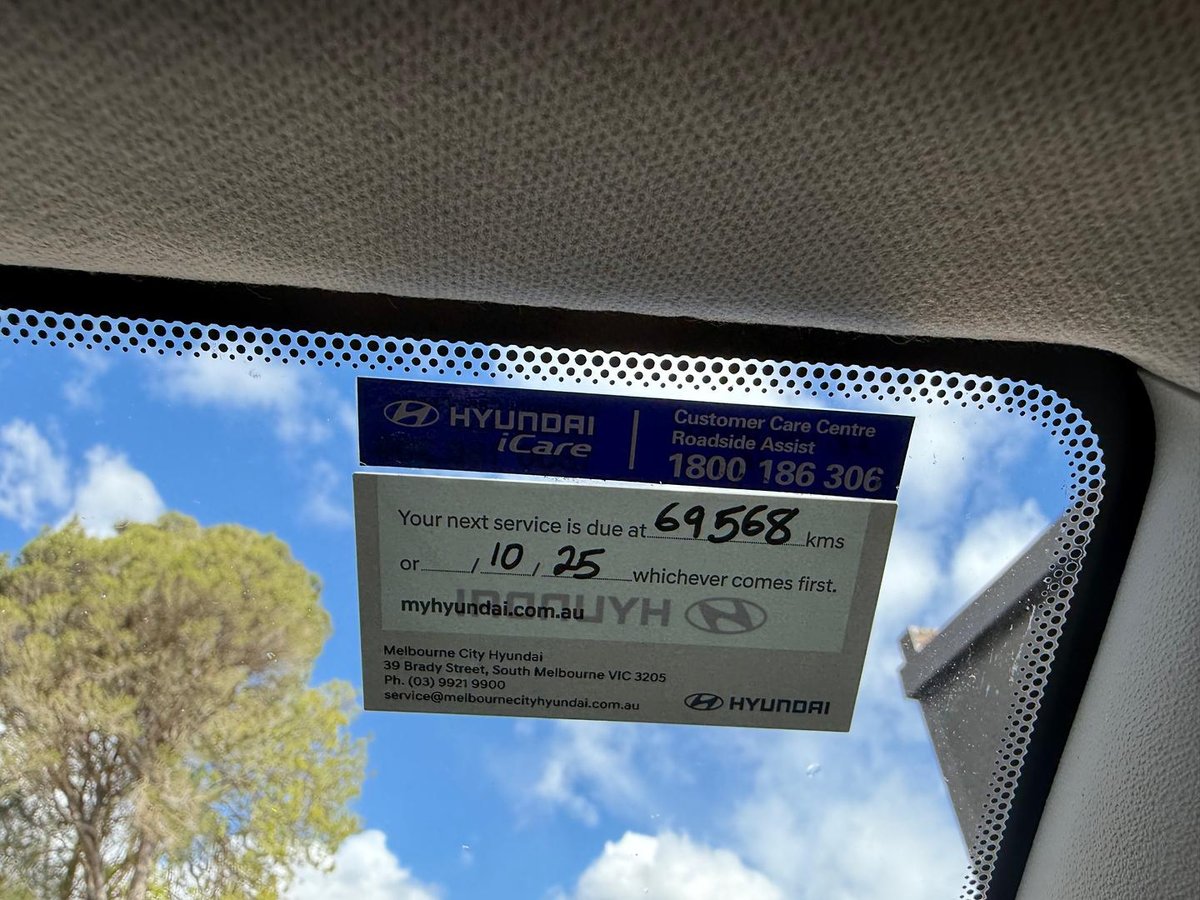 HYUNDAI
iCare
Customer Care Centre
Roadside Assist
1800 186 306
Your next service is due at 69568 kms
or ____/ 10 / 25 whichever comes first.
HYUNDAI
myhyundai.com.au
Melbourne City Hyundai
39 Brady Street, South Melbourne VIC 3205
Ph. (03) 9921 9900
service@melbournecityhyundai.com.au
HYUNDAI